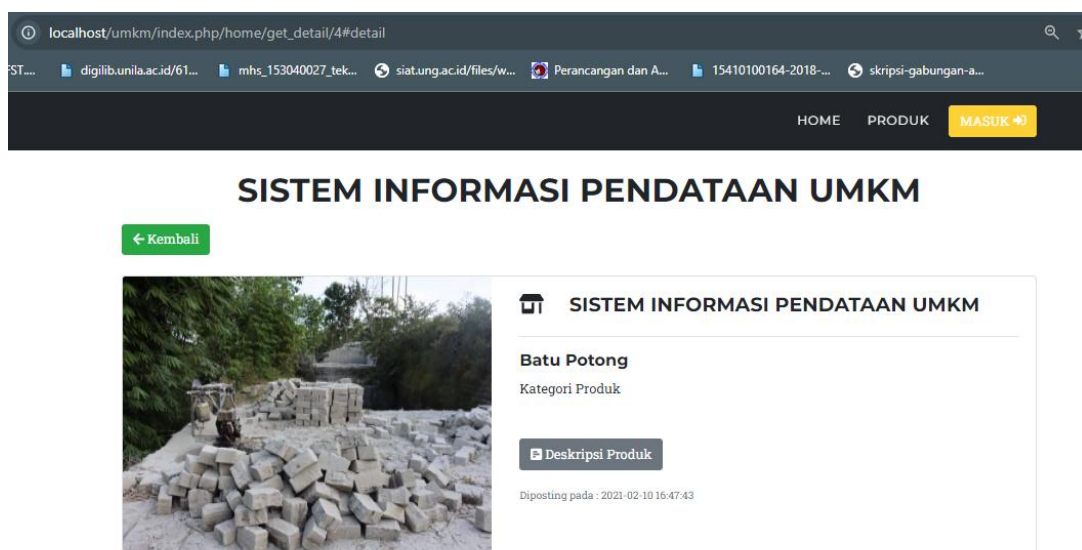 localhost/umkm/index.php/home/get_detail/4#detail
ST.... digilib.unila.ac.id/61... mhs_153040027_tek... siat.ung.ac.id/files/w... Perancangan dan A... 15410100164-2018-... skripsi-gabungan-a...
HOME PRODUK MASUK
SISTEM INFORMASI PENDATAAN UMKM
Kembali
SISTEM INFORMASI PENDATAAN UMKM
Batu Potong
Kategori Produk
Deskripsi Produk
Diposting pada : 2021-02-10 16:47:43